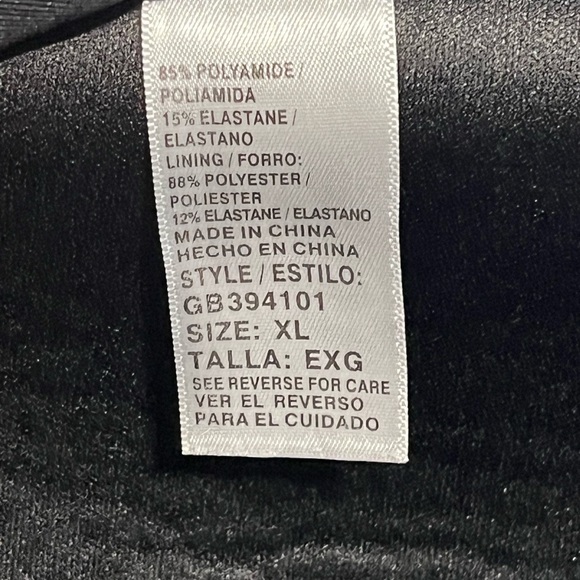 85% POLYAMIDE /
POLIAMIDA
15% ELASTANE /
ELASTANO
LINING / FORRO:
88% POLYESTER /
POLIESTER
12% ELASTANE / ELASTANO
MADE IN CHINA
HECHO EN CHINA
STYLE / ESTILO:
GB394101
SIZE: XL
TALLA: EXG
SEE REVERSE FOR CARE
VER EL REVERSO
PARA EL CUIDADO